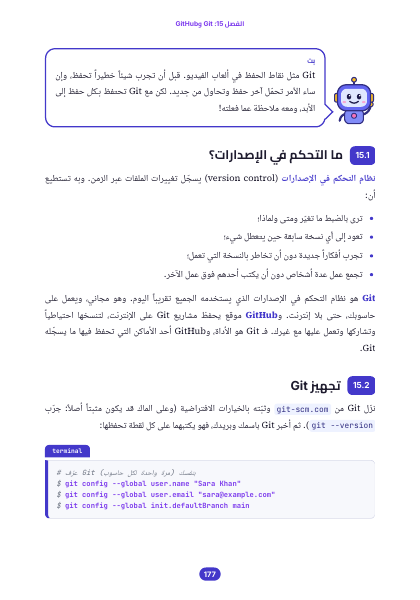 الفصل 15: Git وGitHub
بِت
Git مثل نقاط الحفظ في ألعاب الفيديو. قبل أن تجرب شيئاً خطيراً تحفظ، وإن
ساء الأمر تحمّل آخر حفظ وتحاول من جديد. لكن مع Git تحتفظ بكل حفظ إلى
الأبد، ومعه ملاحظة عما فعلته!
15.1 ما التحكم في الإصدارات؟
نظام التحكم في الإصدارات (version control) يسجّل تغييرات الملفات عبر الزمن. وبه تستطيع
أن:
• ترى بالضبط ما تغيّر ومتى ولماذا؛
• تعود إلى أي نسخة سابقة حين يتعطل شيء؛
• تجرب أفكاراً جديدة دون أن تخاطر بالنسخة التي تعمل؛
• تجمع عمل عدة أشخاص دون أن يكتب أحدهم فوق عمل الآخر.
Git هو نظام التحكم في الإصدارات الذي يستخدمه الجميع تقريباً اليوم. وهو مجاني، ويعمل على
حاسوبك، حتى بلا إنترنت. وGitHub موقع يحفظ مشاريع Git على الإنترنت، لتنسخها احتياطياً
وتشاركها وتعمل عليها مع غيرك. فـ Git هو الأداة، وGitHub أحد الأماكن التي تحفظ فيها ما يسجّله
Git.
15.2 تجهيز Git
نزّل Git من git-scm.com وثبّته بالخيارات الافتراضية (وعلى الماك قد يكون مثبتاً أصلاً: جرّب
git --version). ثم أخبر Git باسمك وبريدك، فهو يكتبهما على كل لقطة تحفظها:
terminal
# عرّف Git بنفسك (مرة واحدة لكل حاسوب)
$ git config --global user.name "Sara Khan"
$ git config --global user.email "sara@example.com"
$ git config --global init.defaultBranch main
177